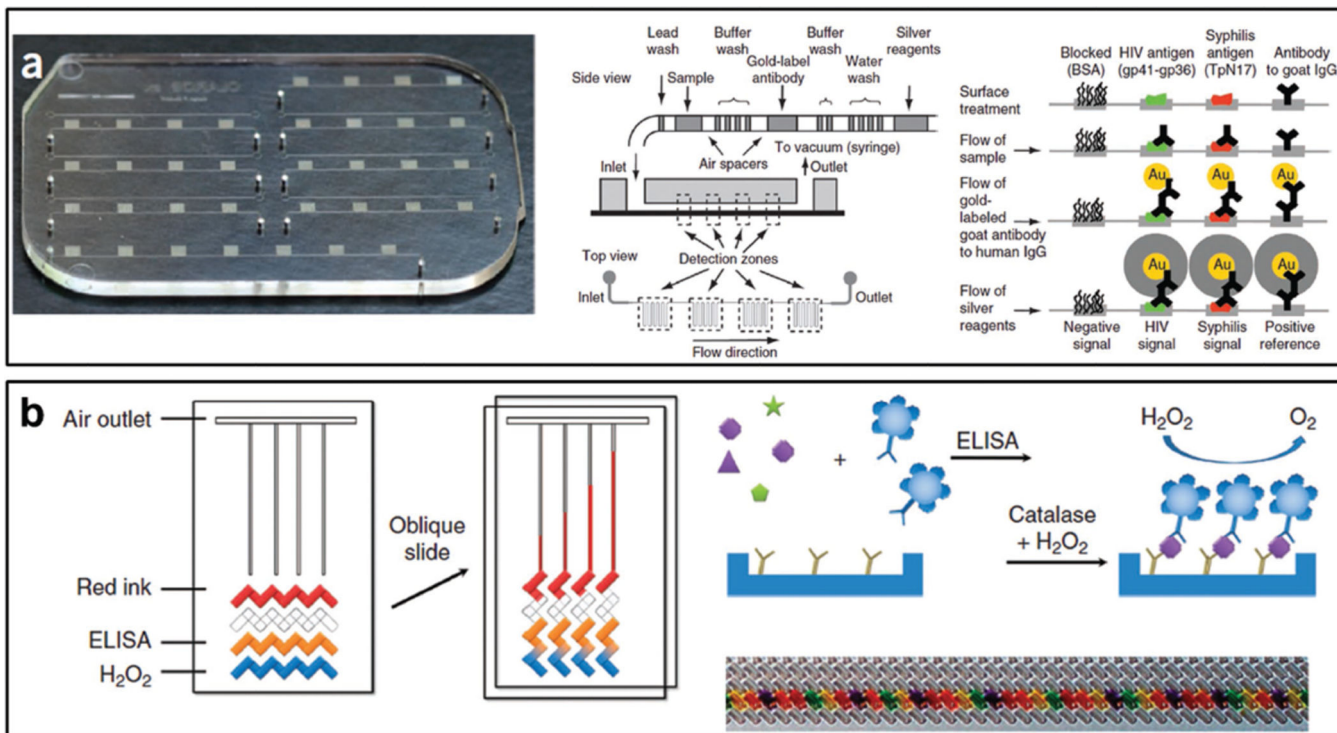 a
Side view
Lead
wash
Sample
Buffer
wash
Gold-label
antibody
Buffer
wash
Water
wash
Silver
reagents
Air spacers
To vacuum (syringe)
Inlet
Outlet
Top view
Detection zones
Inlet
Outlet
Flow direction
Blocked
(BSA)
HIV antigen
(gp41-gp36)
Syphilis
antigen
(TpN17)
Antibody
to goat IgG
Surface
treatment
Flow of
sample
Flow of
gold-
labeled
goat antibody
to human IgG
Au
Au
Au
Au
Au
Au
Flow of
silver
reagents
Negative
signal
HIV
signal
Syphilis
signal
Positive
reference
b
Air outlet
Red ink
ELISA
H₂O₂
Oblique
slide
+
ELISA
Catalase
+ H₂O₂
H₂O₂
O₂